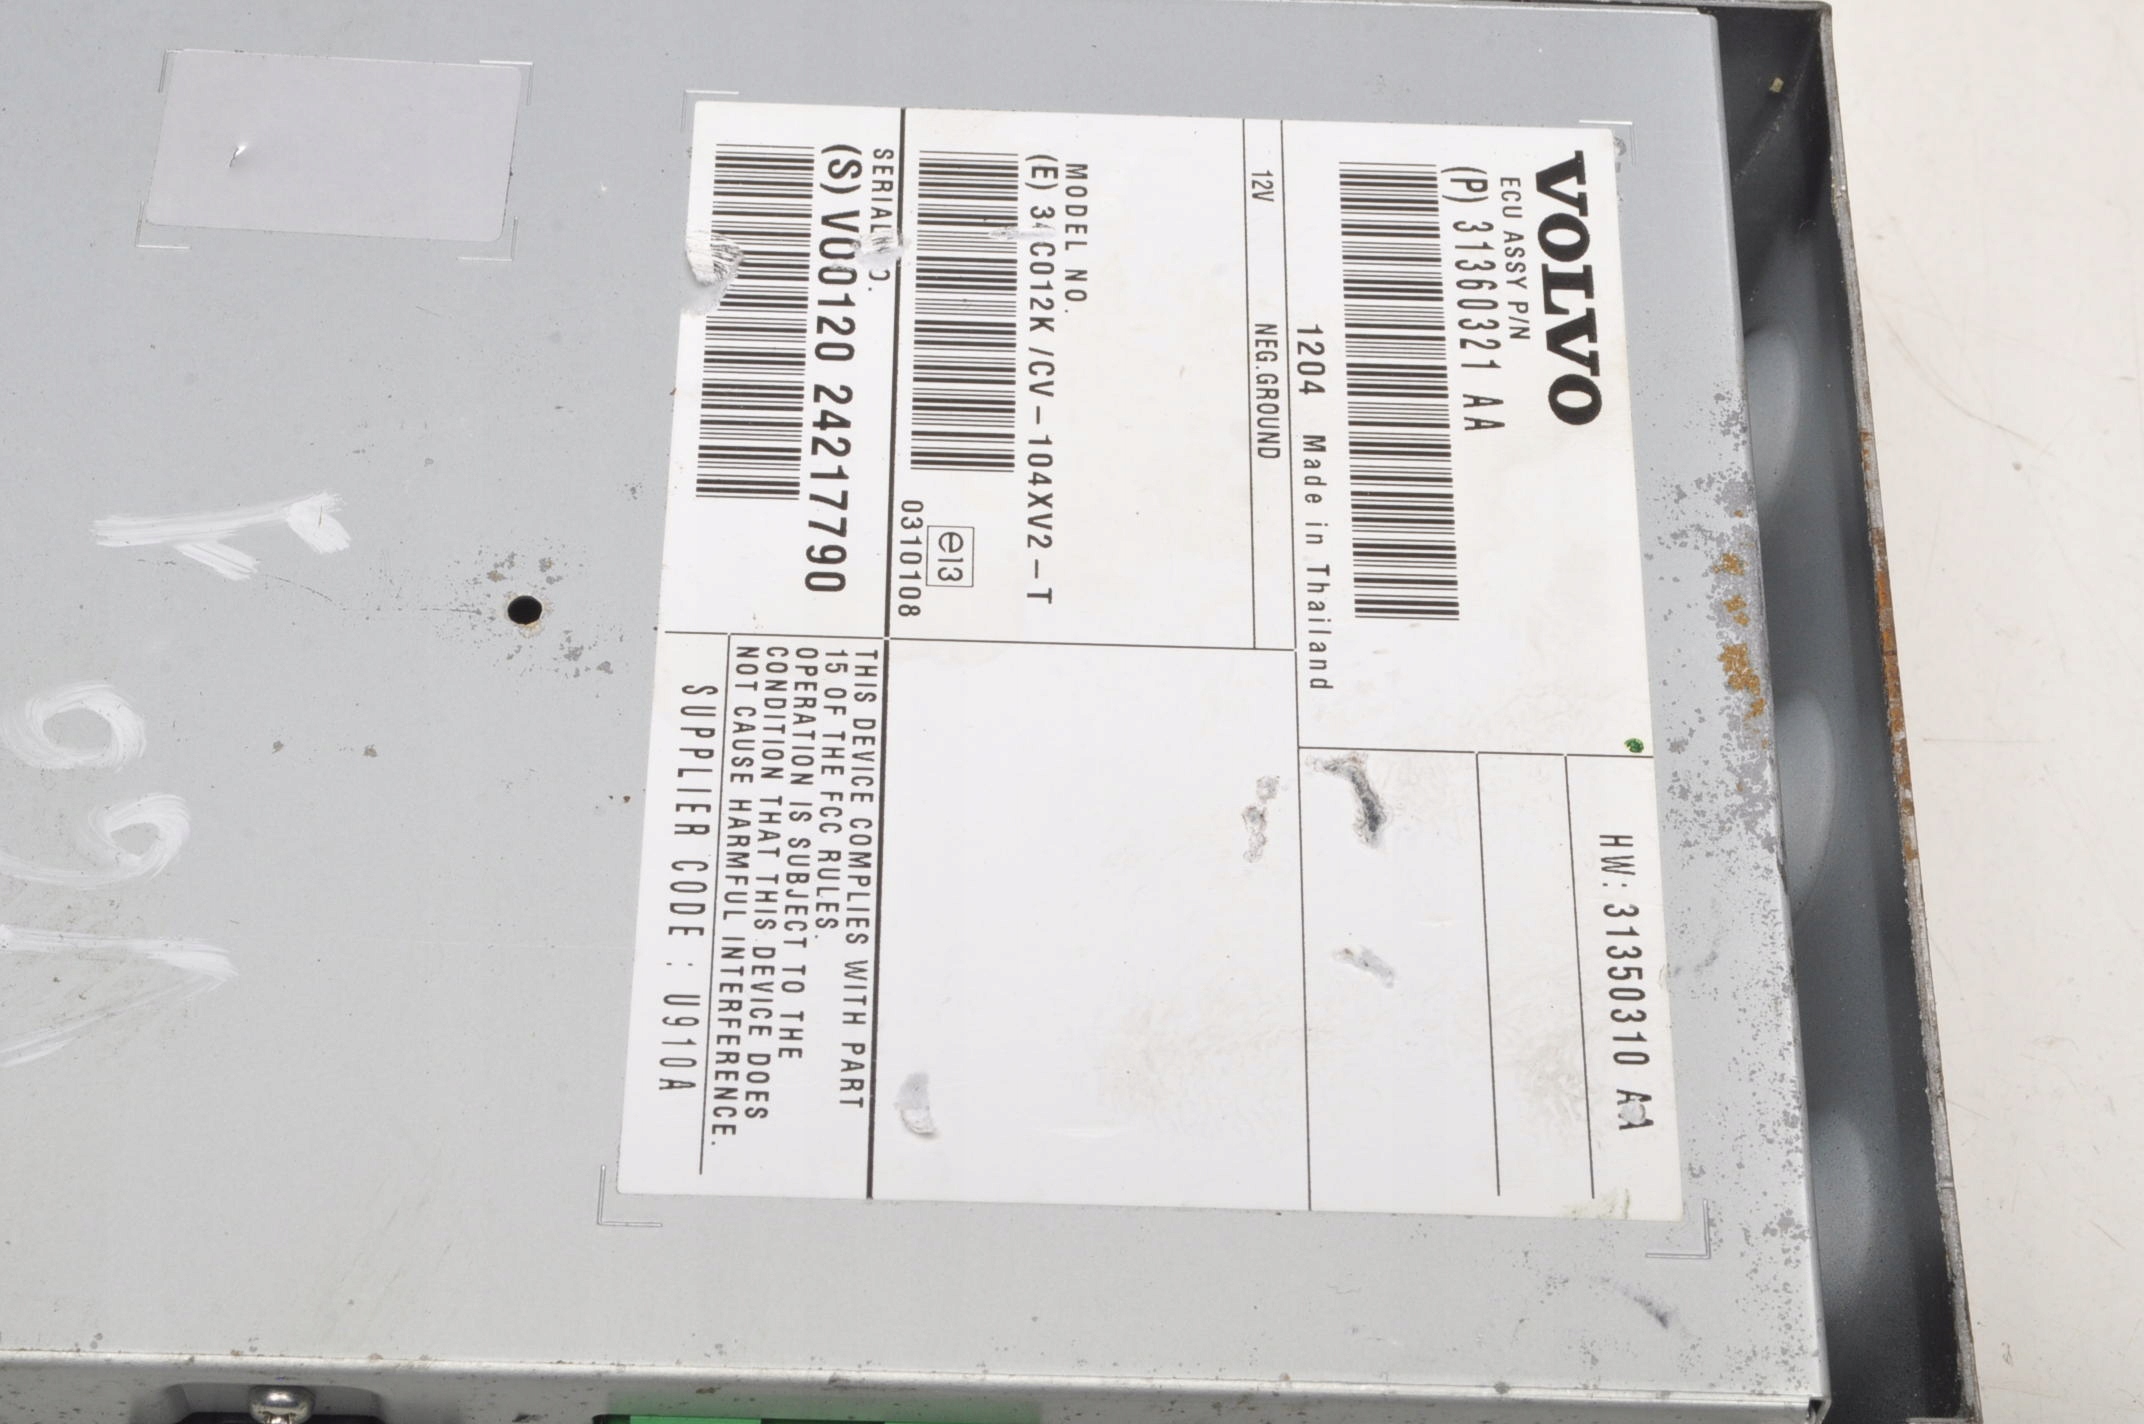 VOLVO
ECU ASSY P/N
(P) 31360321 AA
HW: 31350310 AA
1204 Made in Thailand
12V NEG.GROUND
MODEL NO.
/CV-104XV2-T
e13
0310108
SERIAL
(S) V00120 24217790
THIS DEVICE COMPLIES WITH PART
15 OF THE FCC RULES.
OPERATION IS SUBJECT TO THE
CONDITION THAT THIS DEVICE DOES
NOT CAUSE HARMFUL INTERFERENCE.
SUPPLIER CODE : U910A